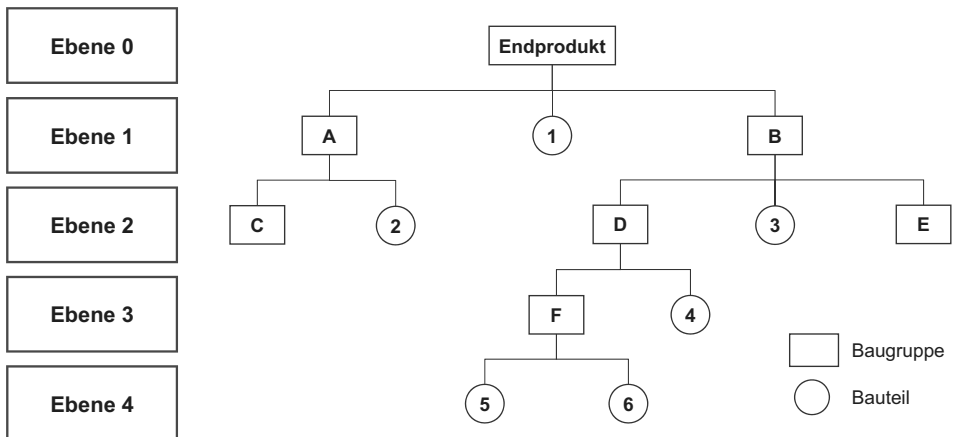 Ebene 0
Endprodukt
Ebene 1
A
1
B
Ebene 2
C
2
D
3
E
Ebene 3
F
4
Baugruppe
Ebene 4
5
6
Bauteil